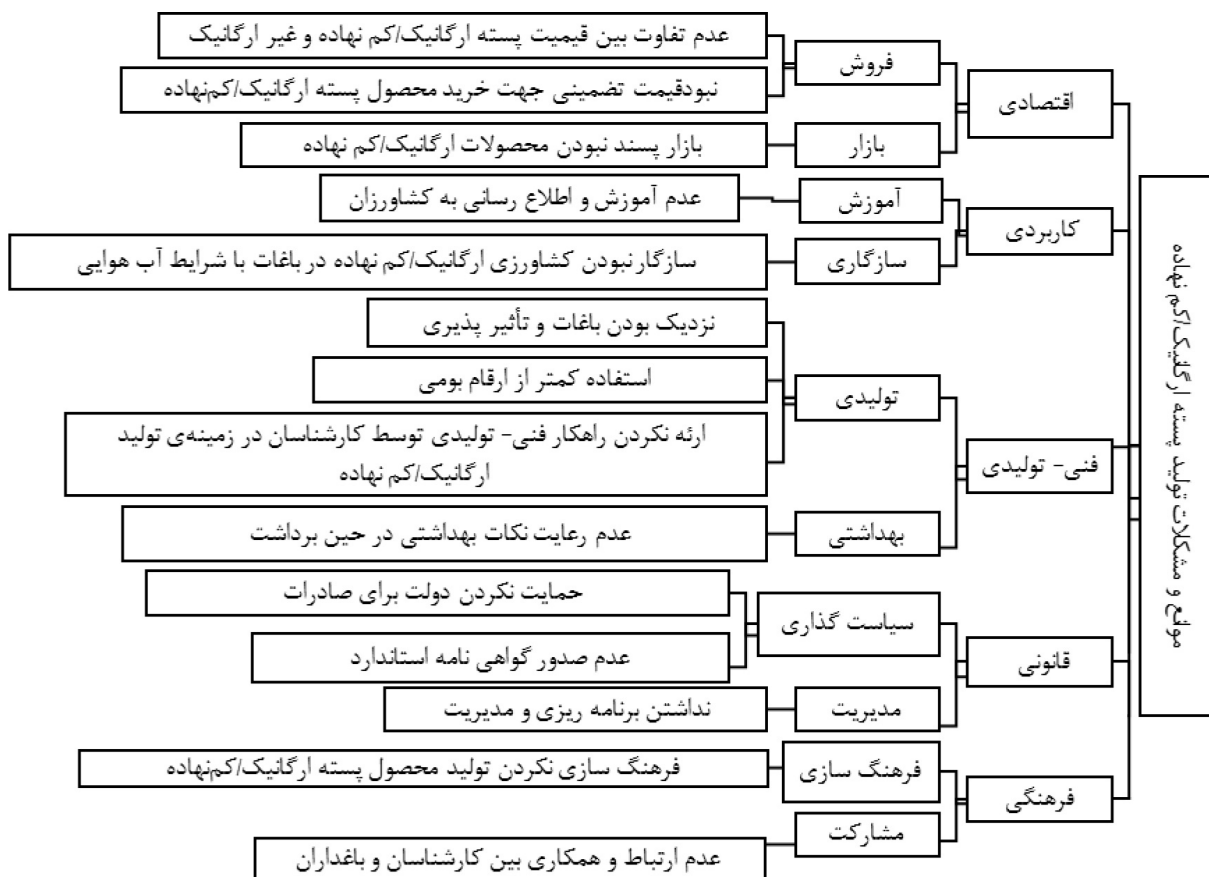 موانع و مشکلات تولید پسته ارگانیک/کم نهاده
اقتصادی
فروش
عدم تفاوت بین قیمیت پسته ارگانیک/کم نهاده و غیر ارگانیک
نبودقیمت تضمینی جهت خرید محصول پسته ارگانیک/کم‌نهاده
بازار
بازار پسند نبودن محصولات ارگانیک/کم نهاده
کاربردی
آموزش
عدم آموزش و اطلاع رسانی به کشاورزان
سازگاری
سازگارنبودن کشاورزی ارگانیک/کم نهاده در باغات با شرایط آب هوایی
فنی- تولیدی
تولیدی
نزدیک بودن باغات و تأثیر پذیری
استفاده کمتر از ارقام بومی
ارئه نکردن راهکار فنی- تولیدی توسط کارشناسان در زمینه‌ی تولید
ارگانیک/کم نهاده
بهداشتی
عدم رعایت نکات بهداشتی در حین برداشت
قانونی
سیاست گذاری
حمایت نکردن دولت برای صادرات
عدم صدور گواهی نامه استاندارد
مدیریت
نداشتن برنامه ریزی و مدیریت
فرهنگی
فرهنگ سازی
فرهنگ سازی نکردن تولید محصول پسته ارگانیک/کم‌نهاده
مشارکت
عدم ارتباط و همکاری بین کارشناسان و باغداران